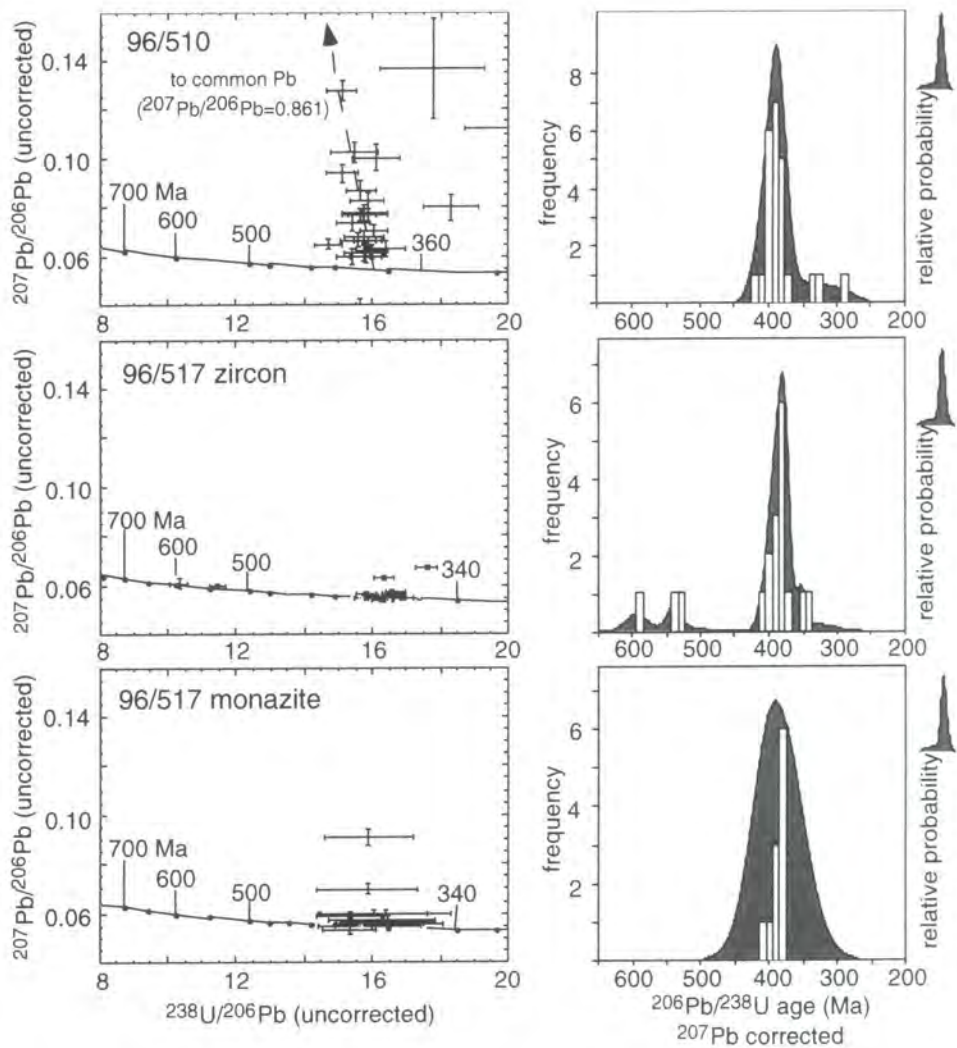 96/510
to common Pb
(²⁰⁷Pb/²⁰⁶Pb=0.861)
700 Ma
600
500
360
0.14
0.10
0.06
²⁰⁷Pb/²⁰⁶Pb (uncorrected)
8 12 16 20
frequency
8
6
4
2
600 500 400 300 200
relative probability
96/517 zircon
700 Ma
600
500
340
0.14
0.10
0.06
²⁰⁷Pb/²⁰⁶Pb (uncorrected)
8 12 16 20
frequency
6
4
2
600 500 400 300 200
relative probability
96/517 monazite
700 Ma
600
500
340
0.14
0.10
0.06
²⁰⁷Pb/²⁰⁶Pb (uncorrected)
8 12 16 20
²³⁸U/²⁰⁶Pb (uncorrected)
frequency
6
4
2
600 500 400 300 200
relative probability
²⁰⁶Pb/²³⁸U age (Ma)
²⁰⁷Pb corrected